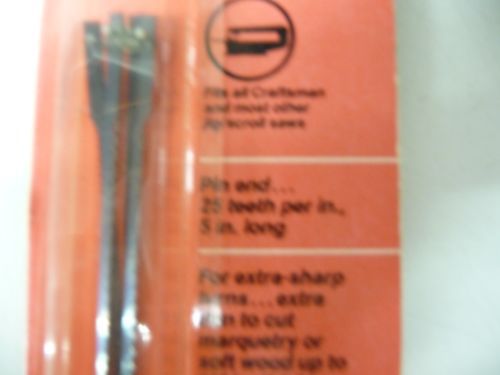 Fits all Craftsman
and most other
jig/scroll saws
Pin end...
25 teeth per in.,
5 in. long
For extra-sharp
turns...extra
thin to cut
marquetry or
soft wood up to